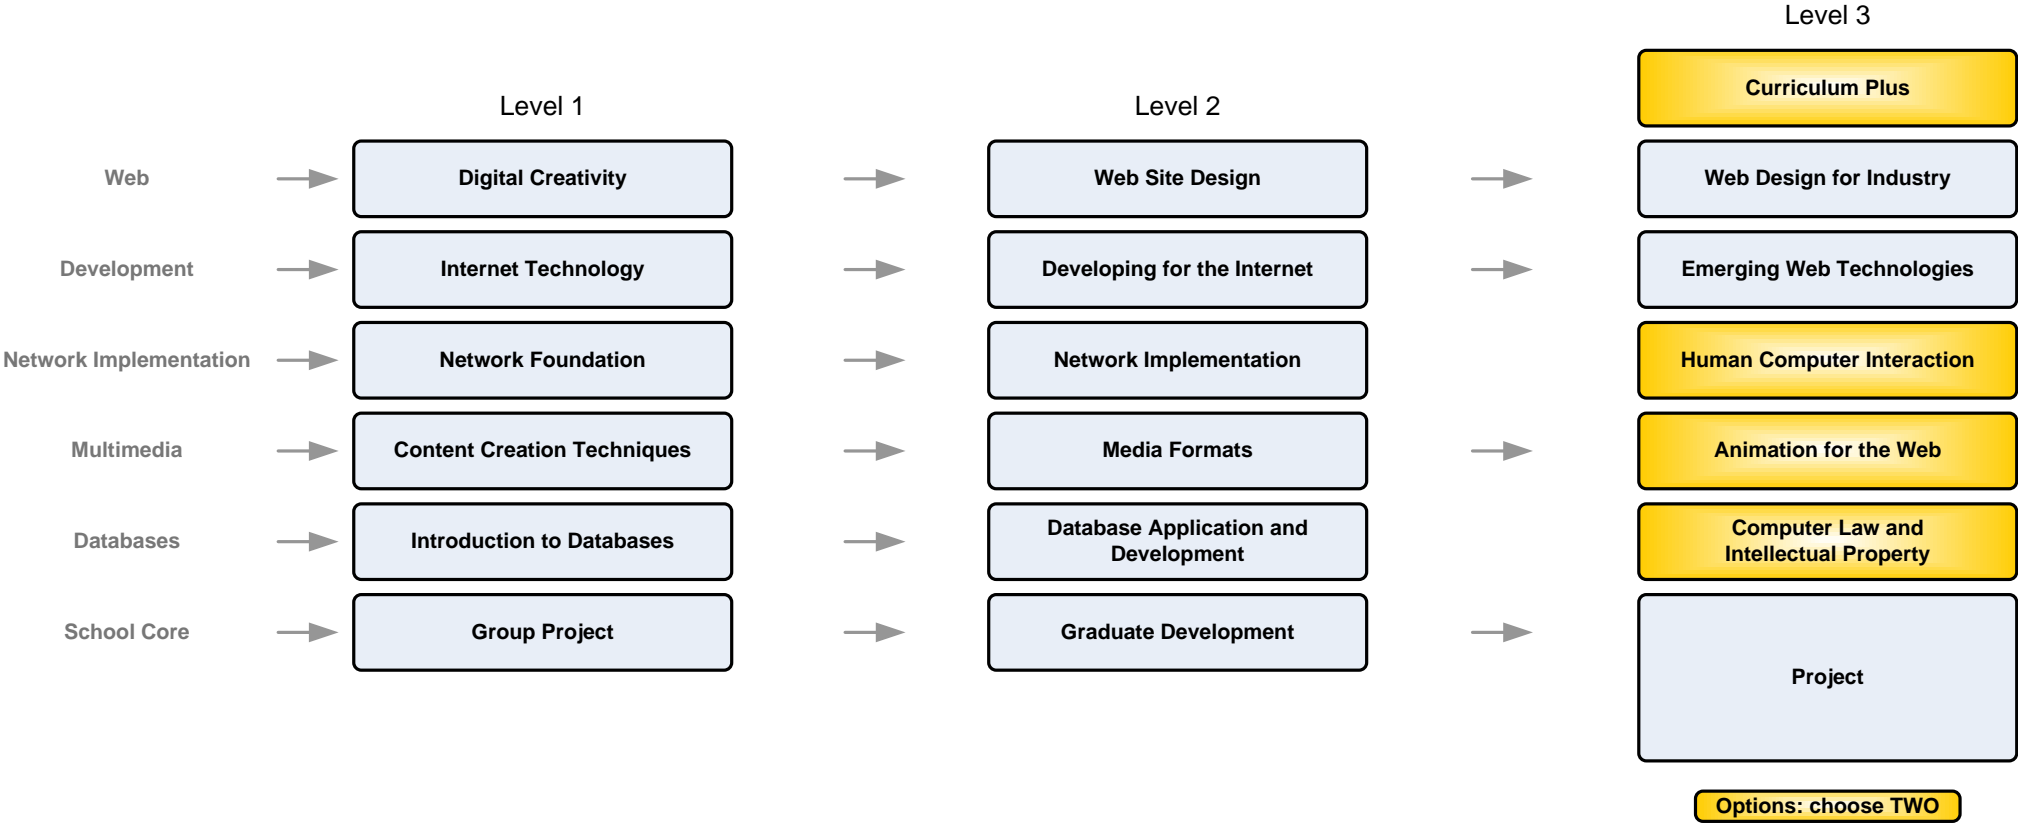 Level 3
Curriculum Plus
Level 1
Level 2
Web
Digital Creativity
Web Site Design
Web Design for Industry
Development
Internet Technology
Developing for the Internet
Emerging Web Technologies
Network Implementation
Network Foundation
Network Implementation
Human Computer Interaction
Multimedia
Content Creation Techniques
Media Formats
Animation for the Web
Databases
Introduction to Databases
Database Application and
Development
Computer Law and
Intellectual Property
School Core
Group Project
Graduate Development
Project
Options: choose TWO